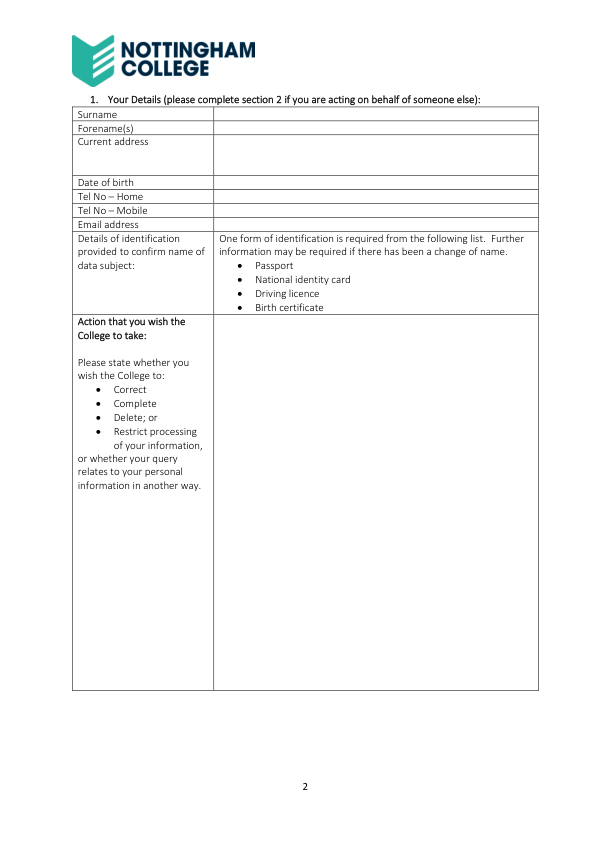 NOTTINGHAM
COLLEGE
1. Your Details (please complete section 2 if you are acting on behalf of someone else):
Surname
Forename(s)
Current address
Date of birth
Tel No – Home
Tel No – Mobile
Email address
Details of identification
provided to confirm name of
data subject:
One form of identification is required from the following list. Further
information may be required if there has been a change of name.
• Passport
• National identity card
• Driving licence
• Birth certificate
Action that you wish the
College to take:
Please state whether you
wish the College to:
• Correct
• Complete
• Delete; or
• Restrict processing
of your information,
or whether your query
relates to your personal
information in another way.
2